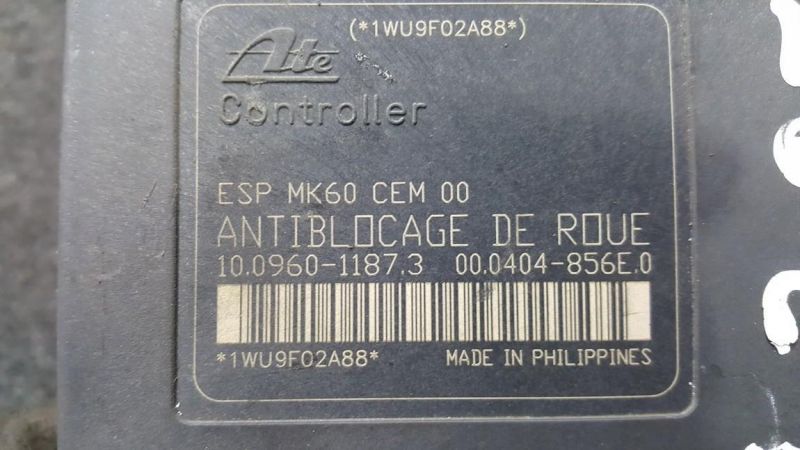 (*1WU9F02A88*)
Ate
Controller
ESP MK60 CEM 00
ANTIBLOCAGE DE ROUE
10.0960-1187.3 00.0404-856E.0
*1WU9F02A88* MADE IN PHILIPPINES